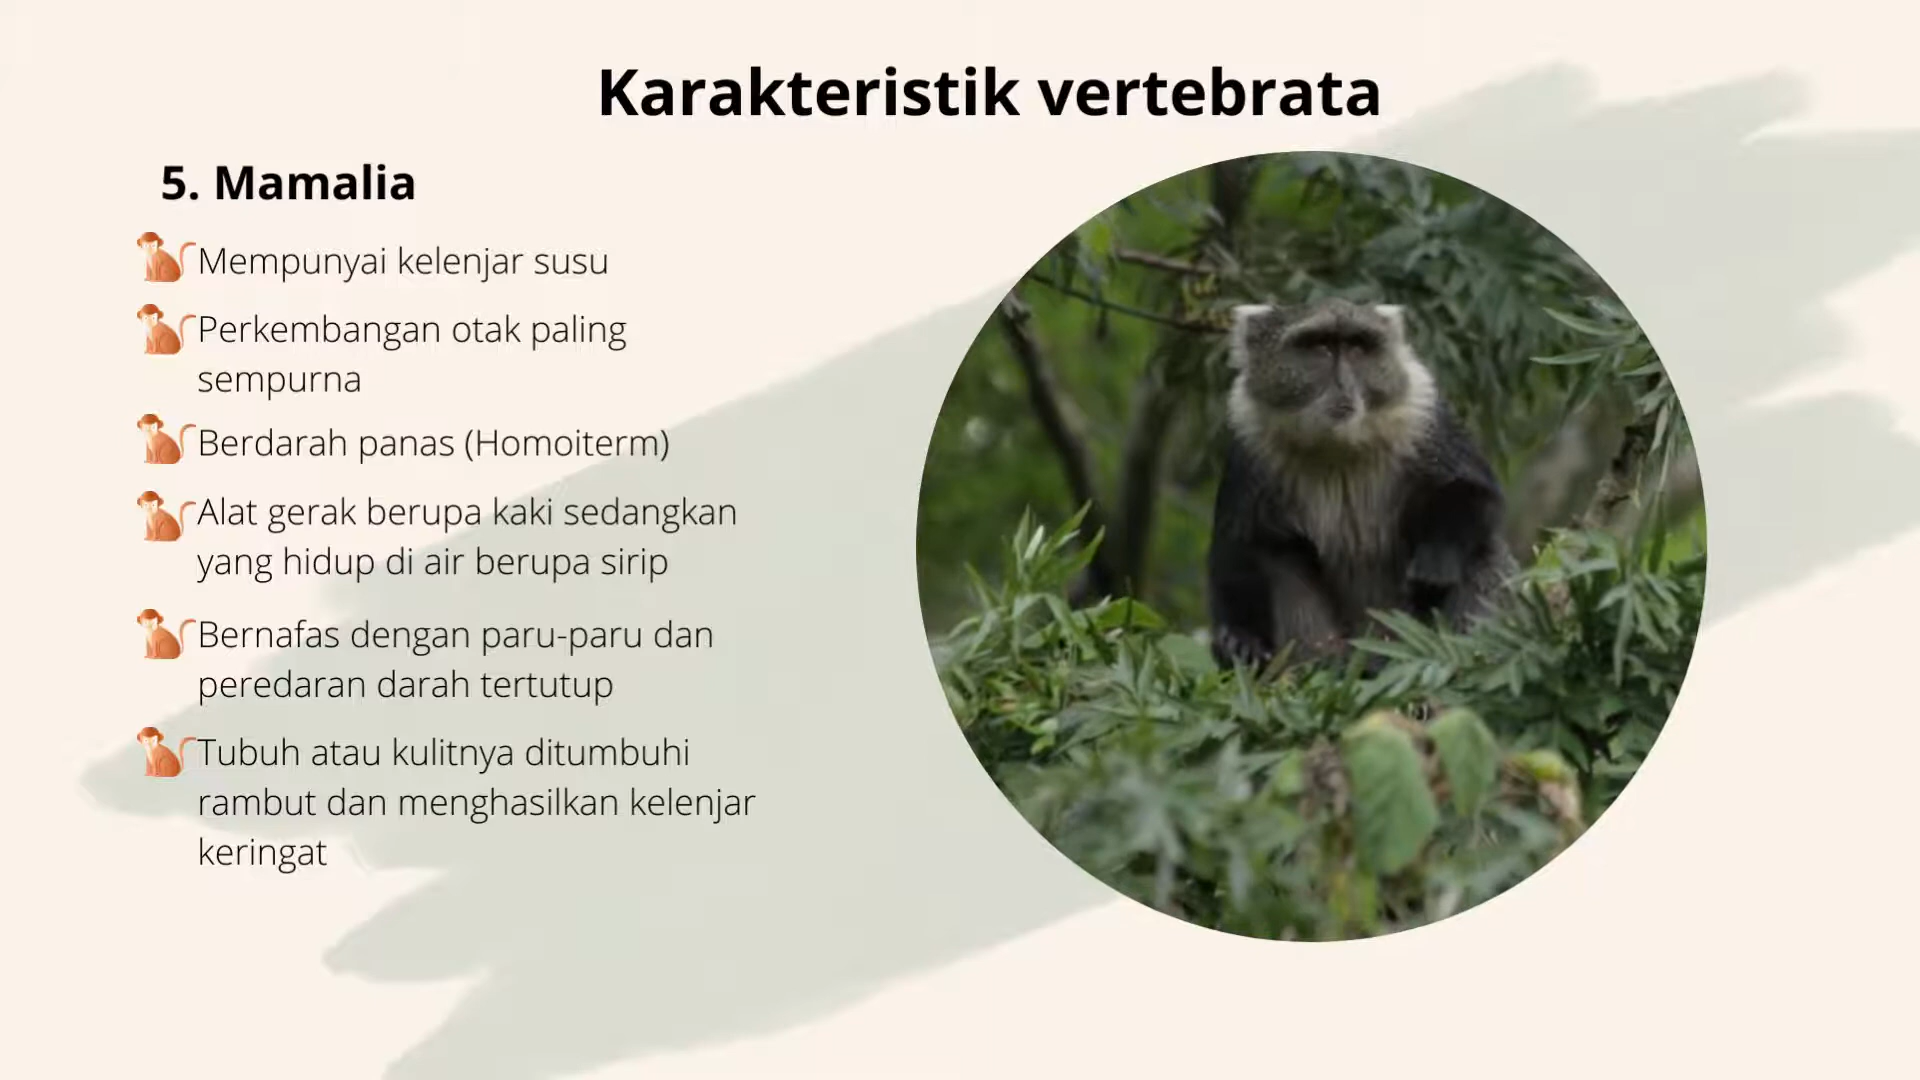 Karakteristik vertebrata
5. Mamalia
Mempunyai kelenjar susu
Perkembangan otak paling
sempurna
Berdarah panas (Homoiterm)
Alat gerak berupa kaki sedangkan
yang hidup di air berupa sirip
Bernafas dengan paru-paru dan
peredaran darah tertutup
Tubuh atau kulitnya ditumbuhi
rambut dan menghasilkan kelenjar
keringat